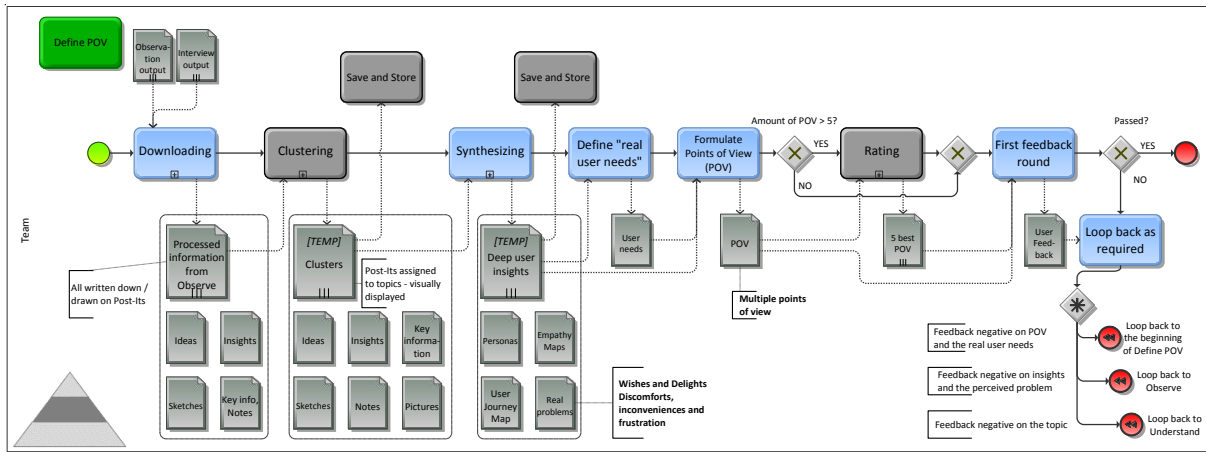 Define POV
Observa-
tion
output
Interview
output
Save and Store
Save and Store
Amount of POV > 5?
Passed?
Downloading
Clustering
Synthesizing
Define "real
user needs"
Formulate
Points of View
(POV)
YES
NO
Rating
First feedback
round
YES
NO
Team
Processed
information
from
Observe
[TEMP]
Clusters
[TEMP]
Deep user
insights
User
needs
POV
5 best
POV
User
Feed-
back
Loop back as
required
All written down /
drawn on Post-Its
Post-Its assigned
to topics - visually
displayed
Multiple points
of view
Ideas
Insights
Sketches
Key info,
Notes
Ideas
Insights
Key
informa-
tion
Sketches
Notes
Pictures
Personas
Empathy
Maps
User
Journey
Map
Real
problems
Wishes and Delights
Discomforts,
inconveniences and
frustration
Feedback negative on POV
and the real user needs
Loop back to
the beginning
of Define POV
Feedback negative on insights
and the perceived problem
Loop back to
Observe
Feedback negative on the topic
Loop back to
Understand